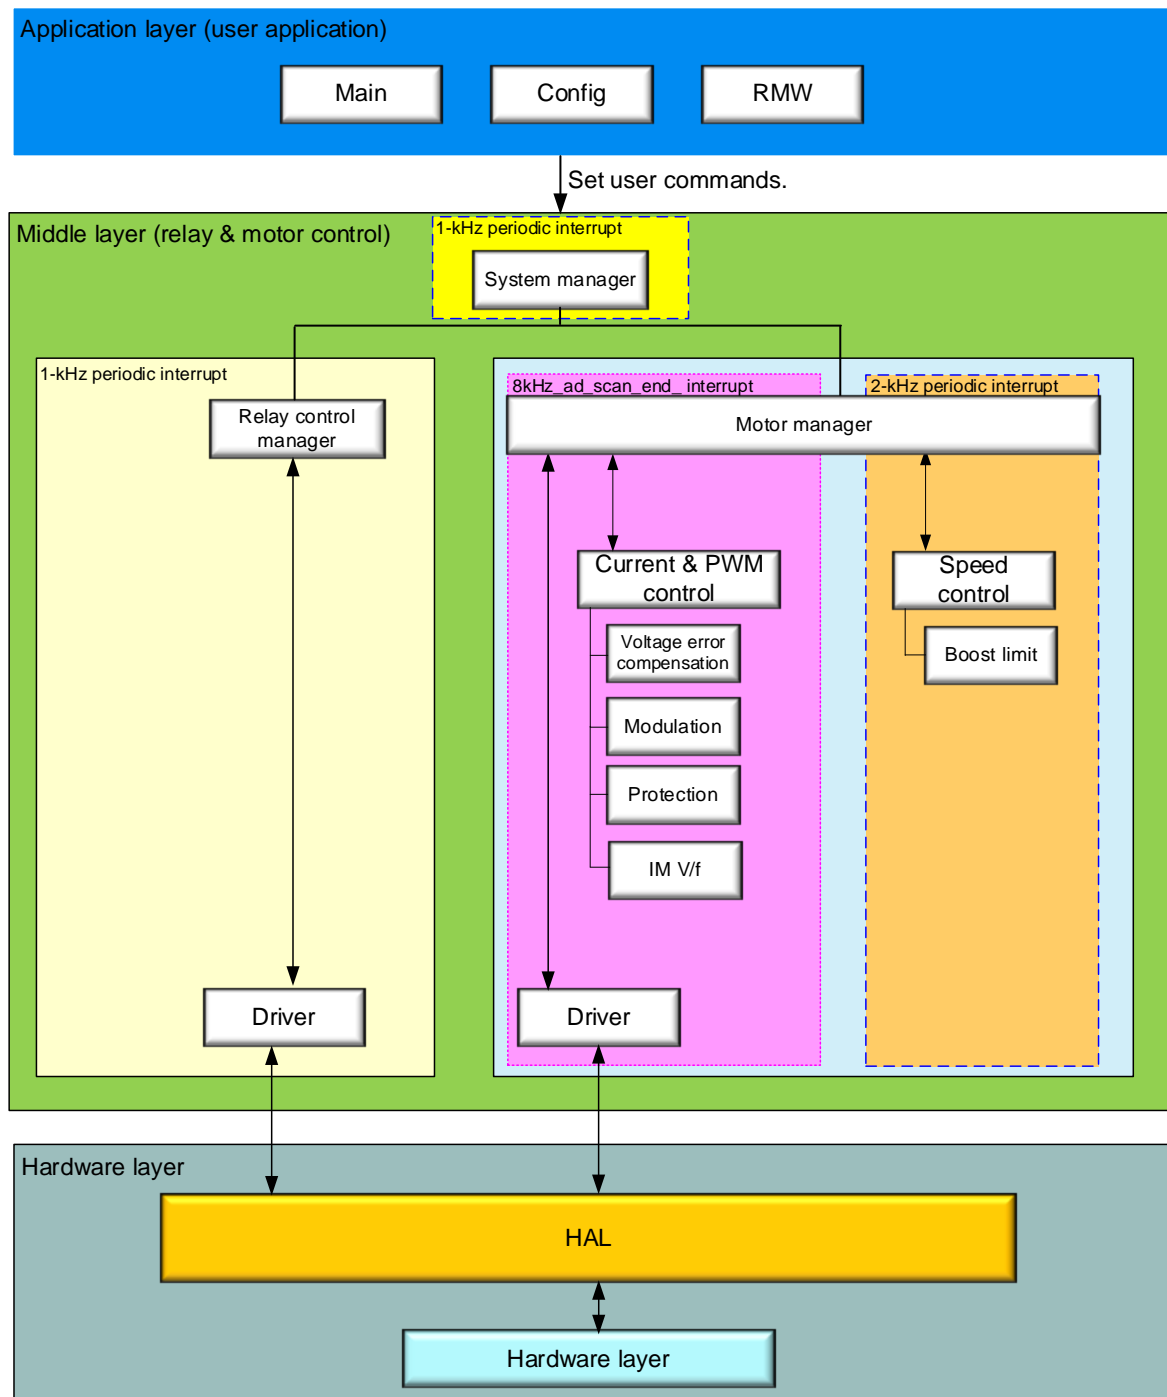 Application layer (user application)
Main
Config
RMW
Set user commands.
Middle layer (relay & motor control)
1-kHz periodic interrupt
System manager
1-kHz periodic interrupt
Relay control
manager
Driver
8kHz_ad_scan_end_ interrupt
2-kHz periodic interrupt
Motor manager
Current & PWM
control
Voltage error
compensation
Modulation
Protection
IM V/f
Speed
control
Boost limit
Driver
Hardware layer
HAL
Hardware layer